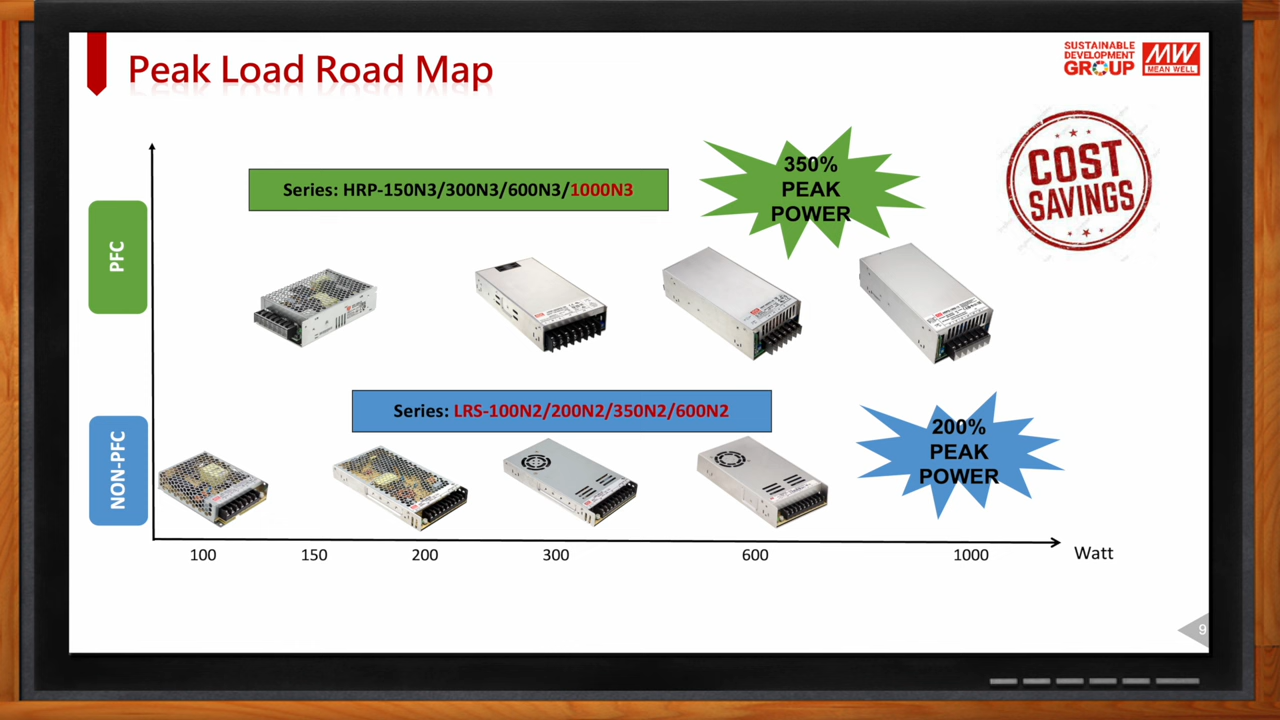 Peak Load Road Map
SUSTAINABLE
DEVELOPMENT
GROUP
MW
MEAN WELL
Series: HRP-150N3/300N3/600N3/1000N3
350%
PEAK
POWER
COST
SAVINGS
PFC
Series: LRS-100N2/200N2/350N2/600N2
200%
PEAK
POWER
NON-PFC
100 150 200 300 600 1000 Watt
9